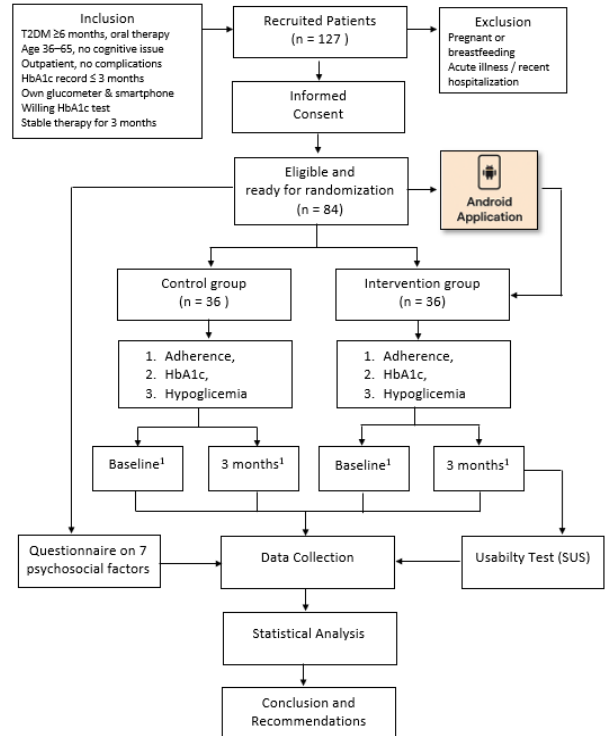 Inclusion
T2DM ≥6 months, oral therapy
Age 36–65, no cognitive issue
Outpatient, no complications
HbA1c record ≤ 3 months
Own glucometer & smartphone
Willing HbA1c test
Stable therapy for 3 months
Recruited Patients
(n = 127 )
Exclusion
Pregnant or
breastfeeding
Acute illness / recent
hospitalization
Informed
Consent
Eligible and
ready for randomization
(n = 84)
Android
Application
Control group
(n = 36 )
Intervention group
(n = 36)
1. Adherence,
2. HbA1c,
3. Hypoglicemia
1. Adherence,
2. HbA1c,
3. Hypoglicemia
Baseline¹
3 months¹
Baseline¹
3 months¹
Questionnaire on 7
psychosocial factors
Data Collection
Usabilty Test (SUS)
Statistical Analysis
Conclusion and
Recommendations